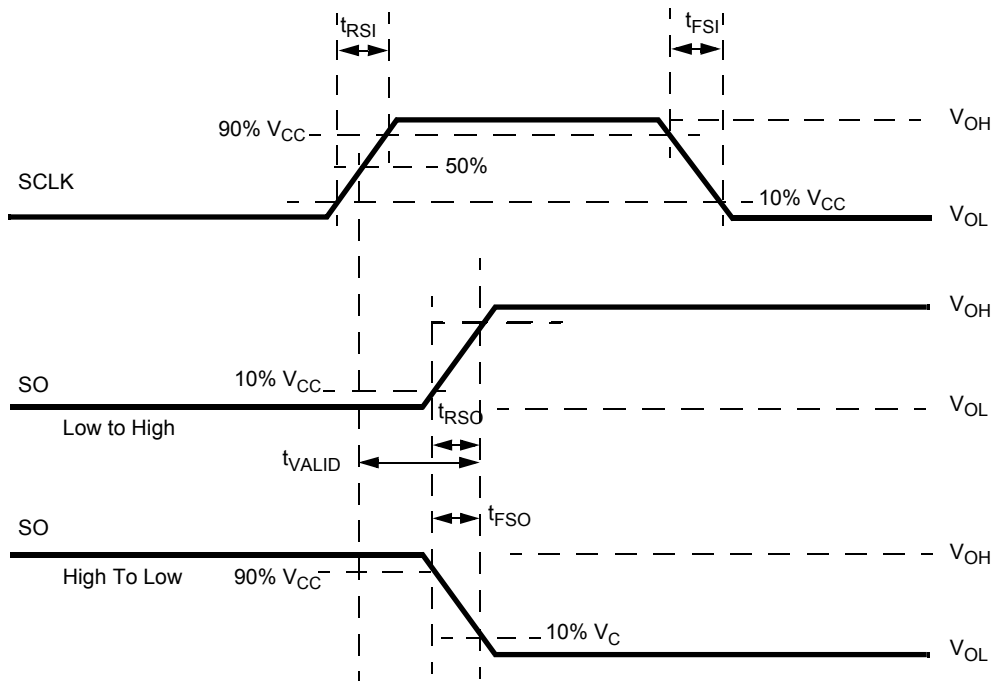 tRSI
tFSI
90% VCC
VOH
50%
SCLK
10% VCC
VOL
VOH
SO
10% VCC
VOL
Low to High
tRSO
tVALID
tFSO
SO
VOH
High To Low
90% VCC
10% VC
VOL